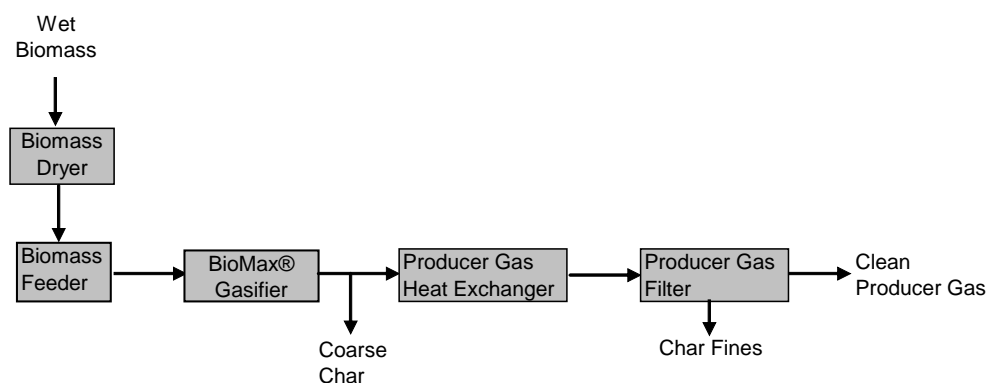 Wet
Biomass
Biomass
Dryer
Biomass
Feeder
BioMax®
Gasifier
Coarse
Char
Producer Gas
Heat Exchanger
Producer Gas
Filter
Char Fines
Clean
Producer Gas